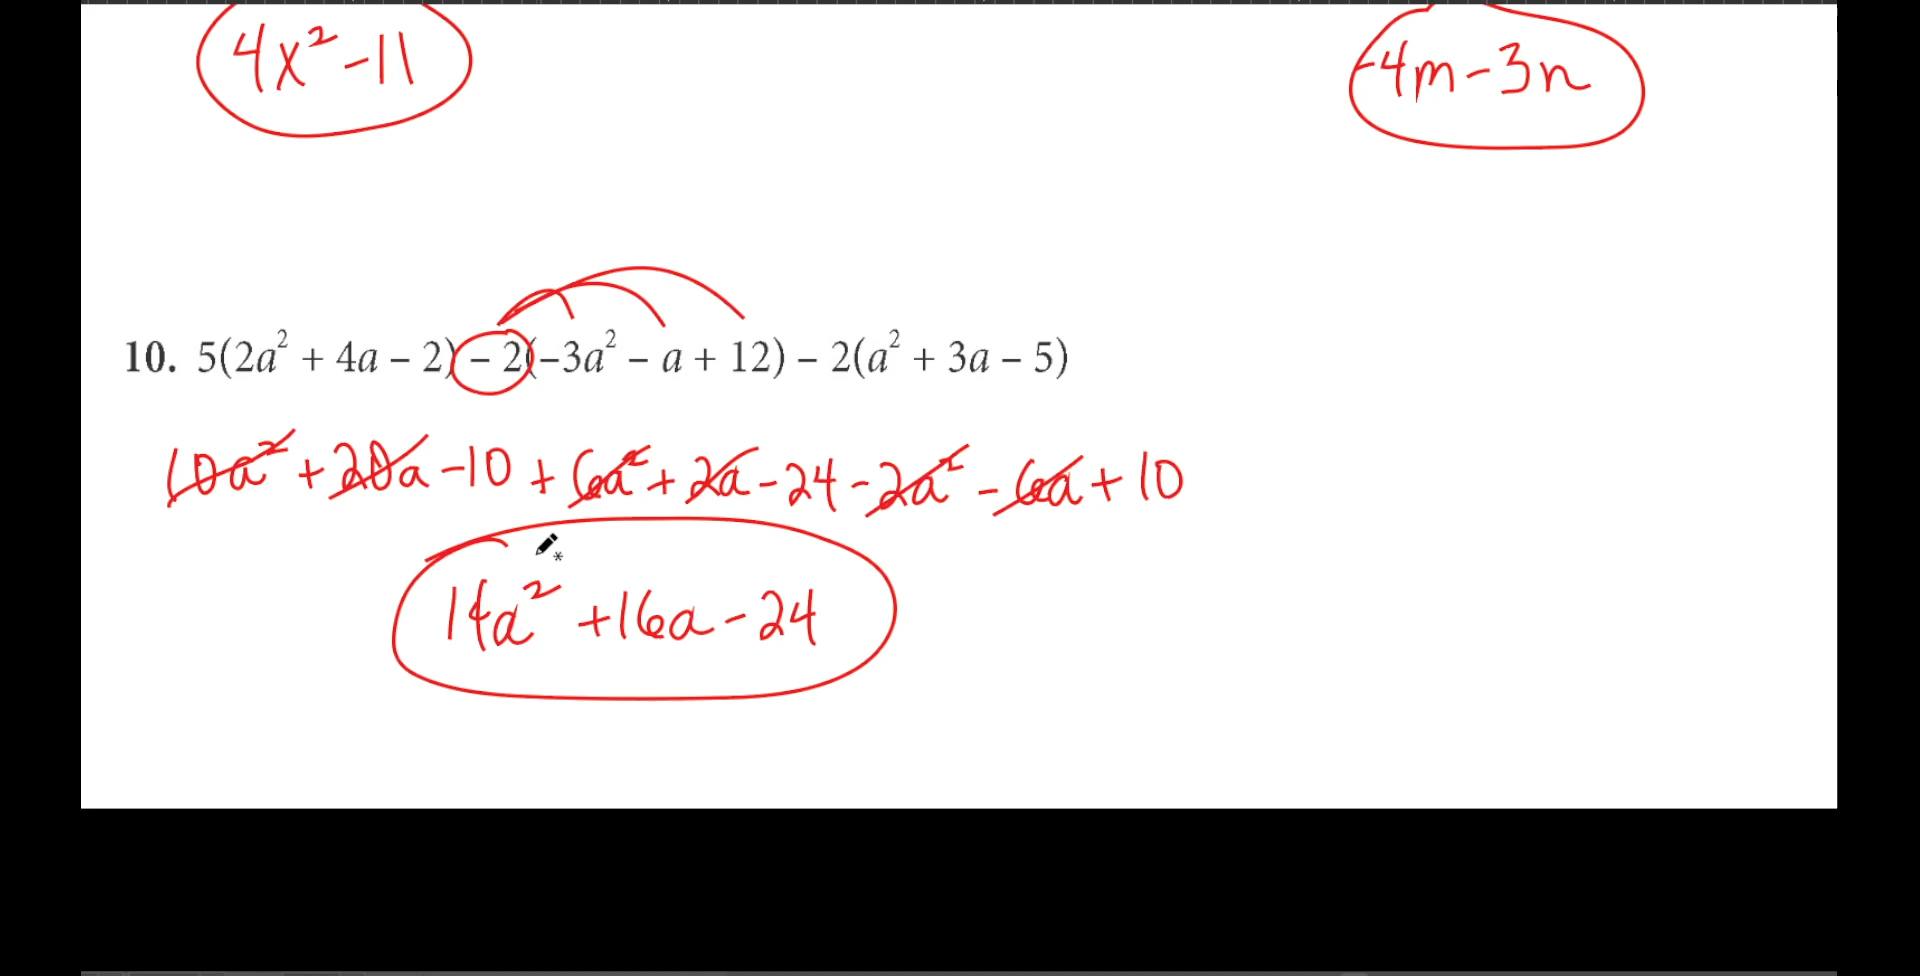 4x² -11
-4m-3n
10. 5(2a² + 4a – 2) – 2(–3a² – a + 12) – 2(a² + 3a – 5)
10a² +20a -10 + 6a² + 2a - 24 - 2a² - 6a + 10
14a² +16a - 24